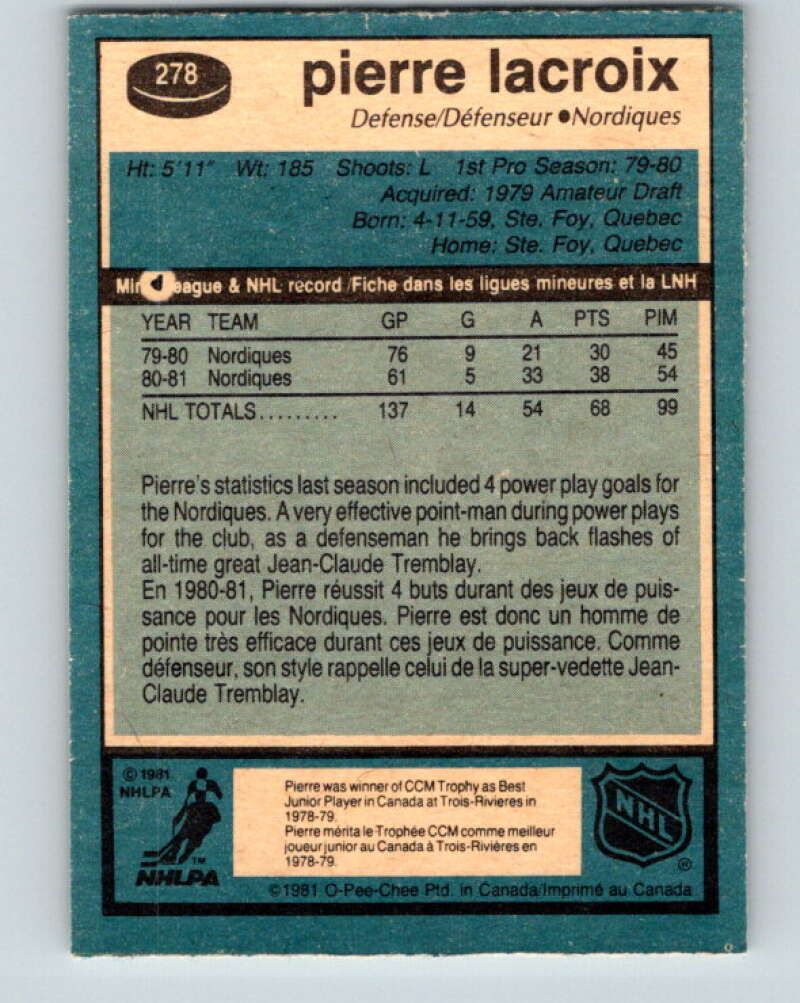 278
pierre lacroix
Defense/Défenseur ●Nordiques
Ht: 5'11" Wt: 185 Shoots: L 1st Pro Season: 79-80
Acquired: 1979 Amateur Draft
Born: 4-11-59, Ste. Foy, Quebec
Home: Ste. Foy, Quebec
& NHL record /Fiche dans les ligues mineures et la LNH
YEAR TEAM GP G A PTS PIM
79-80 Nordiques 76 9 21 30 45
80-81 Nordiques 61 5 33 38 54
NHL TOTALS......... 137 14 54 68 99
Pierre's statistics last season included 4 power play goals for
the Nordiques. A very effective point-man during power plays
for the club, as a defenseman he brings back flashes of
all-time great Jean-Claude Tremblay.
En 1980-81, Pierre réussit 4 buts durant des jeux de puis-
sance pour les Nordiques. Pierre est donc un homme de
pointe très efficace durant ces jeux de puissance. Comme
défenseur, son style rappelle celui de la super-vedette Jean-
Claude Tremblay.
© 1981
NHLPA
TM
NHLPA
Pierre was winner of CCM Trophy as Best
Junior Player in Canada at Trois-Rivieres in
1978-79.
Pierre mérita le Trophée CCM comme meilleur
joueur junior au Canada à Trois-Rivières en
1978-79.
NHL
®
©1981 O-Pee-Chee Ptd. in Canada/Imprimé au Canada